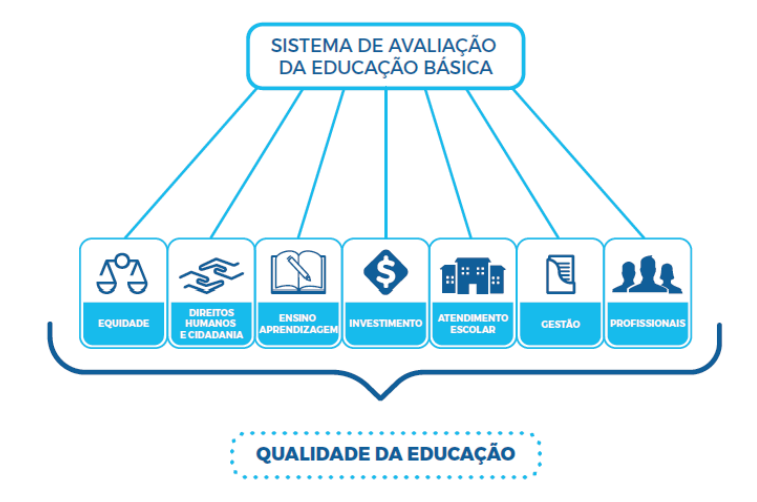 SISTEMA DE AVALIAÇÃO
DA EDUCAÇÃO BÁSICA
EQUIDADE
DIREITOS
HUMANOS
E CIDADANIA
ENSINO
APRENDIZAGEM
INVESTIMENTO
ATENDIMENTO
ESCOLAR
GESTÃO
PROFISSIONAIS
QUALIDADE DA EDUCAÇÃO